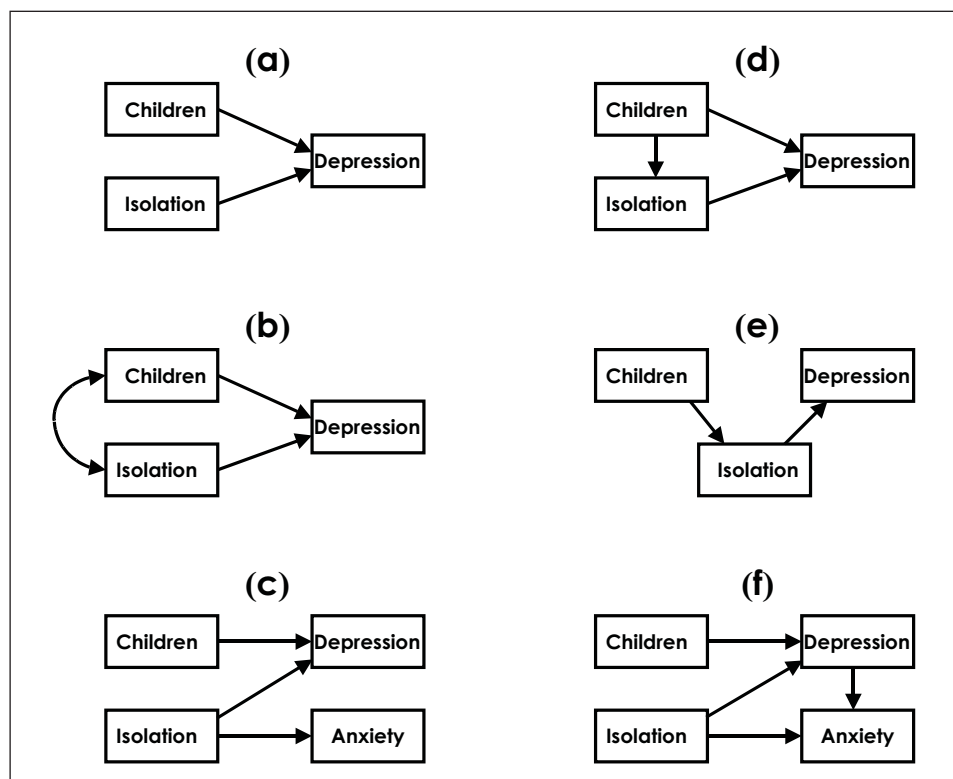 (a)
Children
Depression
Isolation
(d)
Children
Depression
Isolation
(b)
Children
Depression
Isolation
(e)
Children
Depression
Isolation
(c)
Children
Depression
Isolation
Anxiety
(f)
Children
Depression
Isolation
Anxiety